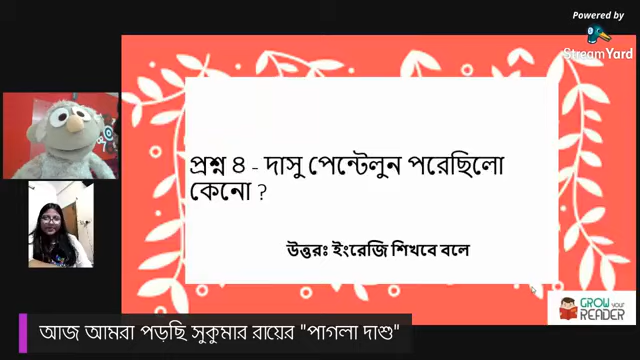 Powered by
StreamYard
প্রশ্ন ৪ - দাসু পেন্টেলুন পরেছিলো
কেনো ?
উত্তরঃ ইংরেজি শিখবে বলে
GROW your
READER
আজ আমরা পড়ছি সুকুমার রায়ের "পাগলা দাশু"